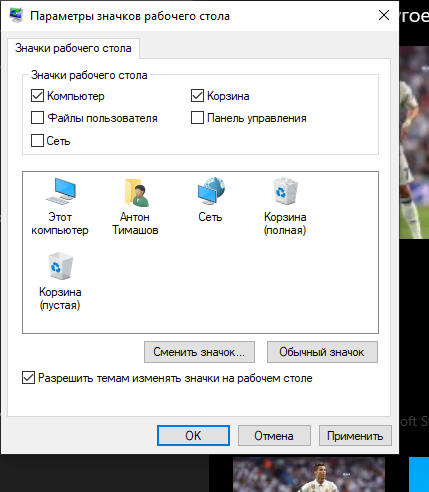 Параметры значков рабочего стола
Значки рабочего стола
Значки рабочего стола
Компьютер
Корзина
Файлы пользователя
Панель управления
Сеть
Этот
компьютер
Антон
Тимашов
Сеть
Корзина
(полная)
Корзина
(пустая)
Сменить значок...
Обычный значок
Разрешить темам изменять значки на рабочем столе
OK
Отмена
Применить